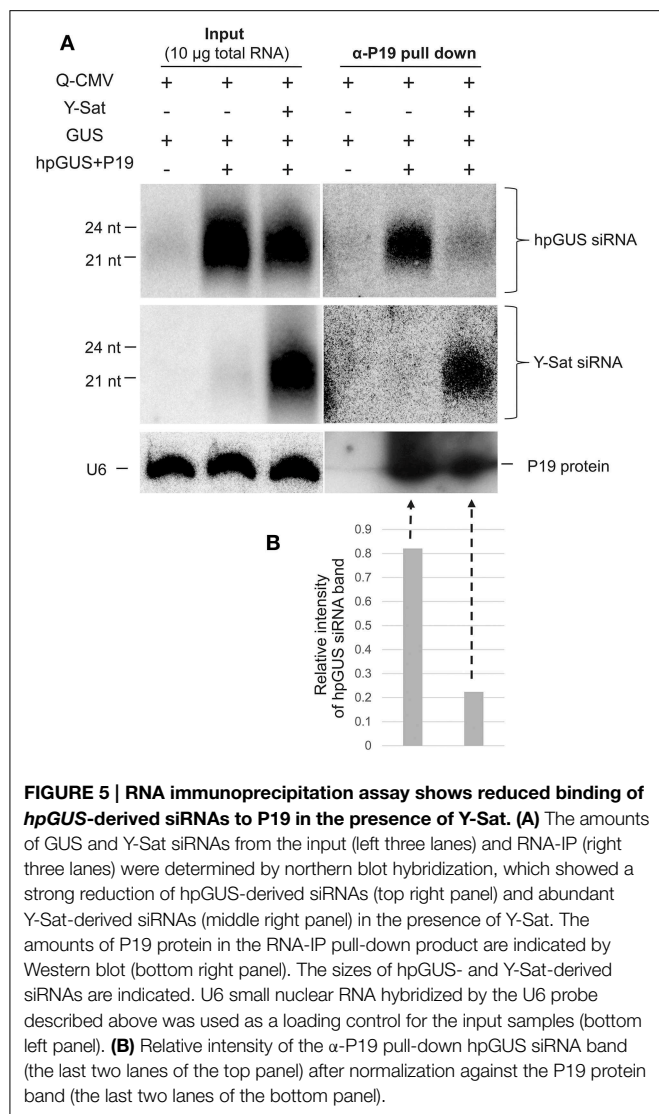 A
Input
(10 µg total RNA)
α-P19 pull down
Q-CMV + + + + + +
Y-Sat - - + - - +
GUS + + + + + +
hpGUS+P19 - + + - + +
24 nt
21 nt
hpGUS siRNA
24 nt
21 nt
Y-Sat siRNA
U6
P19 protein
B
Relative intensity
of hpGUS siRNA band
0.9
0.8
0.7
0.6
0.5
0.4
0.3
0.2
0.1
0
FIGURE 5 | RNA immunoprecipitation assay shows reduced binding of
hpGUS-derived siRNAs to P19 in the presence of Y-Sat. (A) The amounts
of GUS and Y-Sat siRNAs from the input (left three lanes) and RNA-IP (right
three lanes) were determined by northern blot hybridization, which showed a
strong reduction of hpGUS-derived siRNAs (top right panel) and abundant
Y-Sat-derived siRNAs (middle right panel) in the presence of Y-Sat. The
amounts of P19 protein in the RNA-IP pull-down product are indicated by
Western blot (bottom right panel). The sizes of hpGUS- and Y-Sat-derived
siRNAs are indicated. U6 small nuclear RNA hybridized by the U6 probe
described above was used as a loading control for the input samples (bottom
left panel). (B) Relative intensity of the α-P19 pull-down hpGUS siRNA band
(the last two lanes of the top panel) after normalization against the P19 protein
band (the last two lanes of the bottom panel).